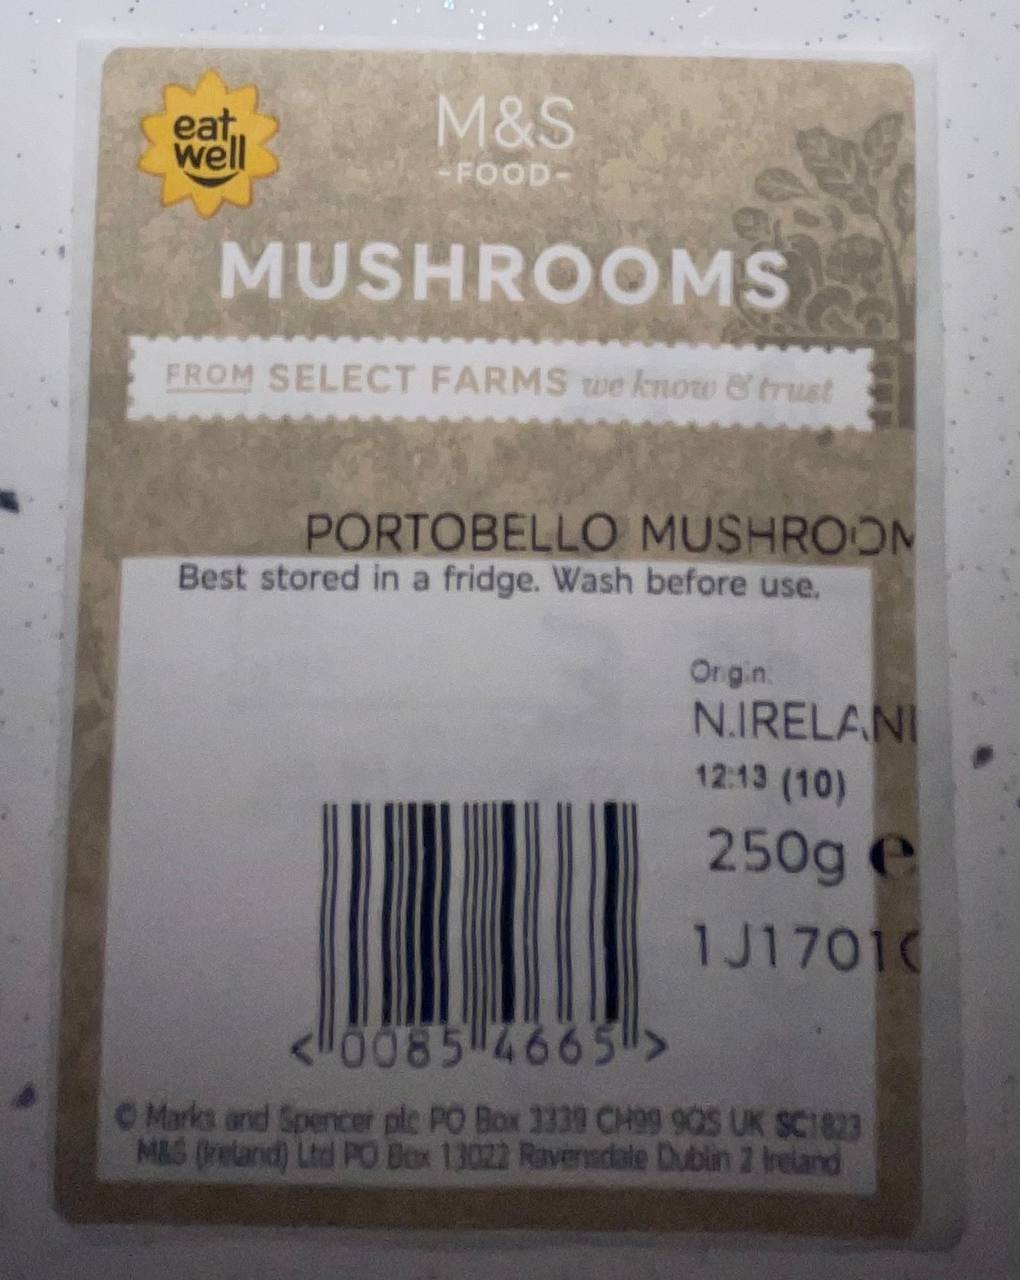 eat
well
M&S
-FOOD-
MUSHROOMS
FROM SELECT FARMS we know & trust
PORTOBELLO MUSHROOM
Best stored in a fridge. Wash before use.
Origin:
N.IRELAND
12:13 (10)
250g e
1J1701
<0085 4665>
© Marks and Spencer plc PO Box 3339 CH99 9QS UK SC1823
M&S (Ireland) Ltd PO Box 13022 Ravensdale Dublin 2 Ireland